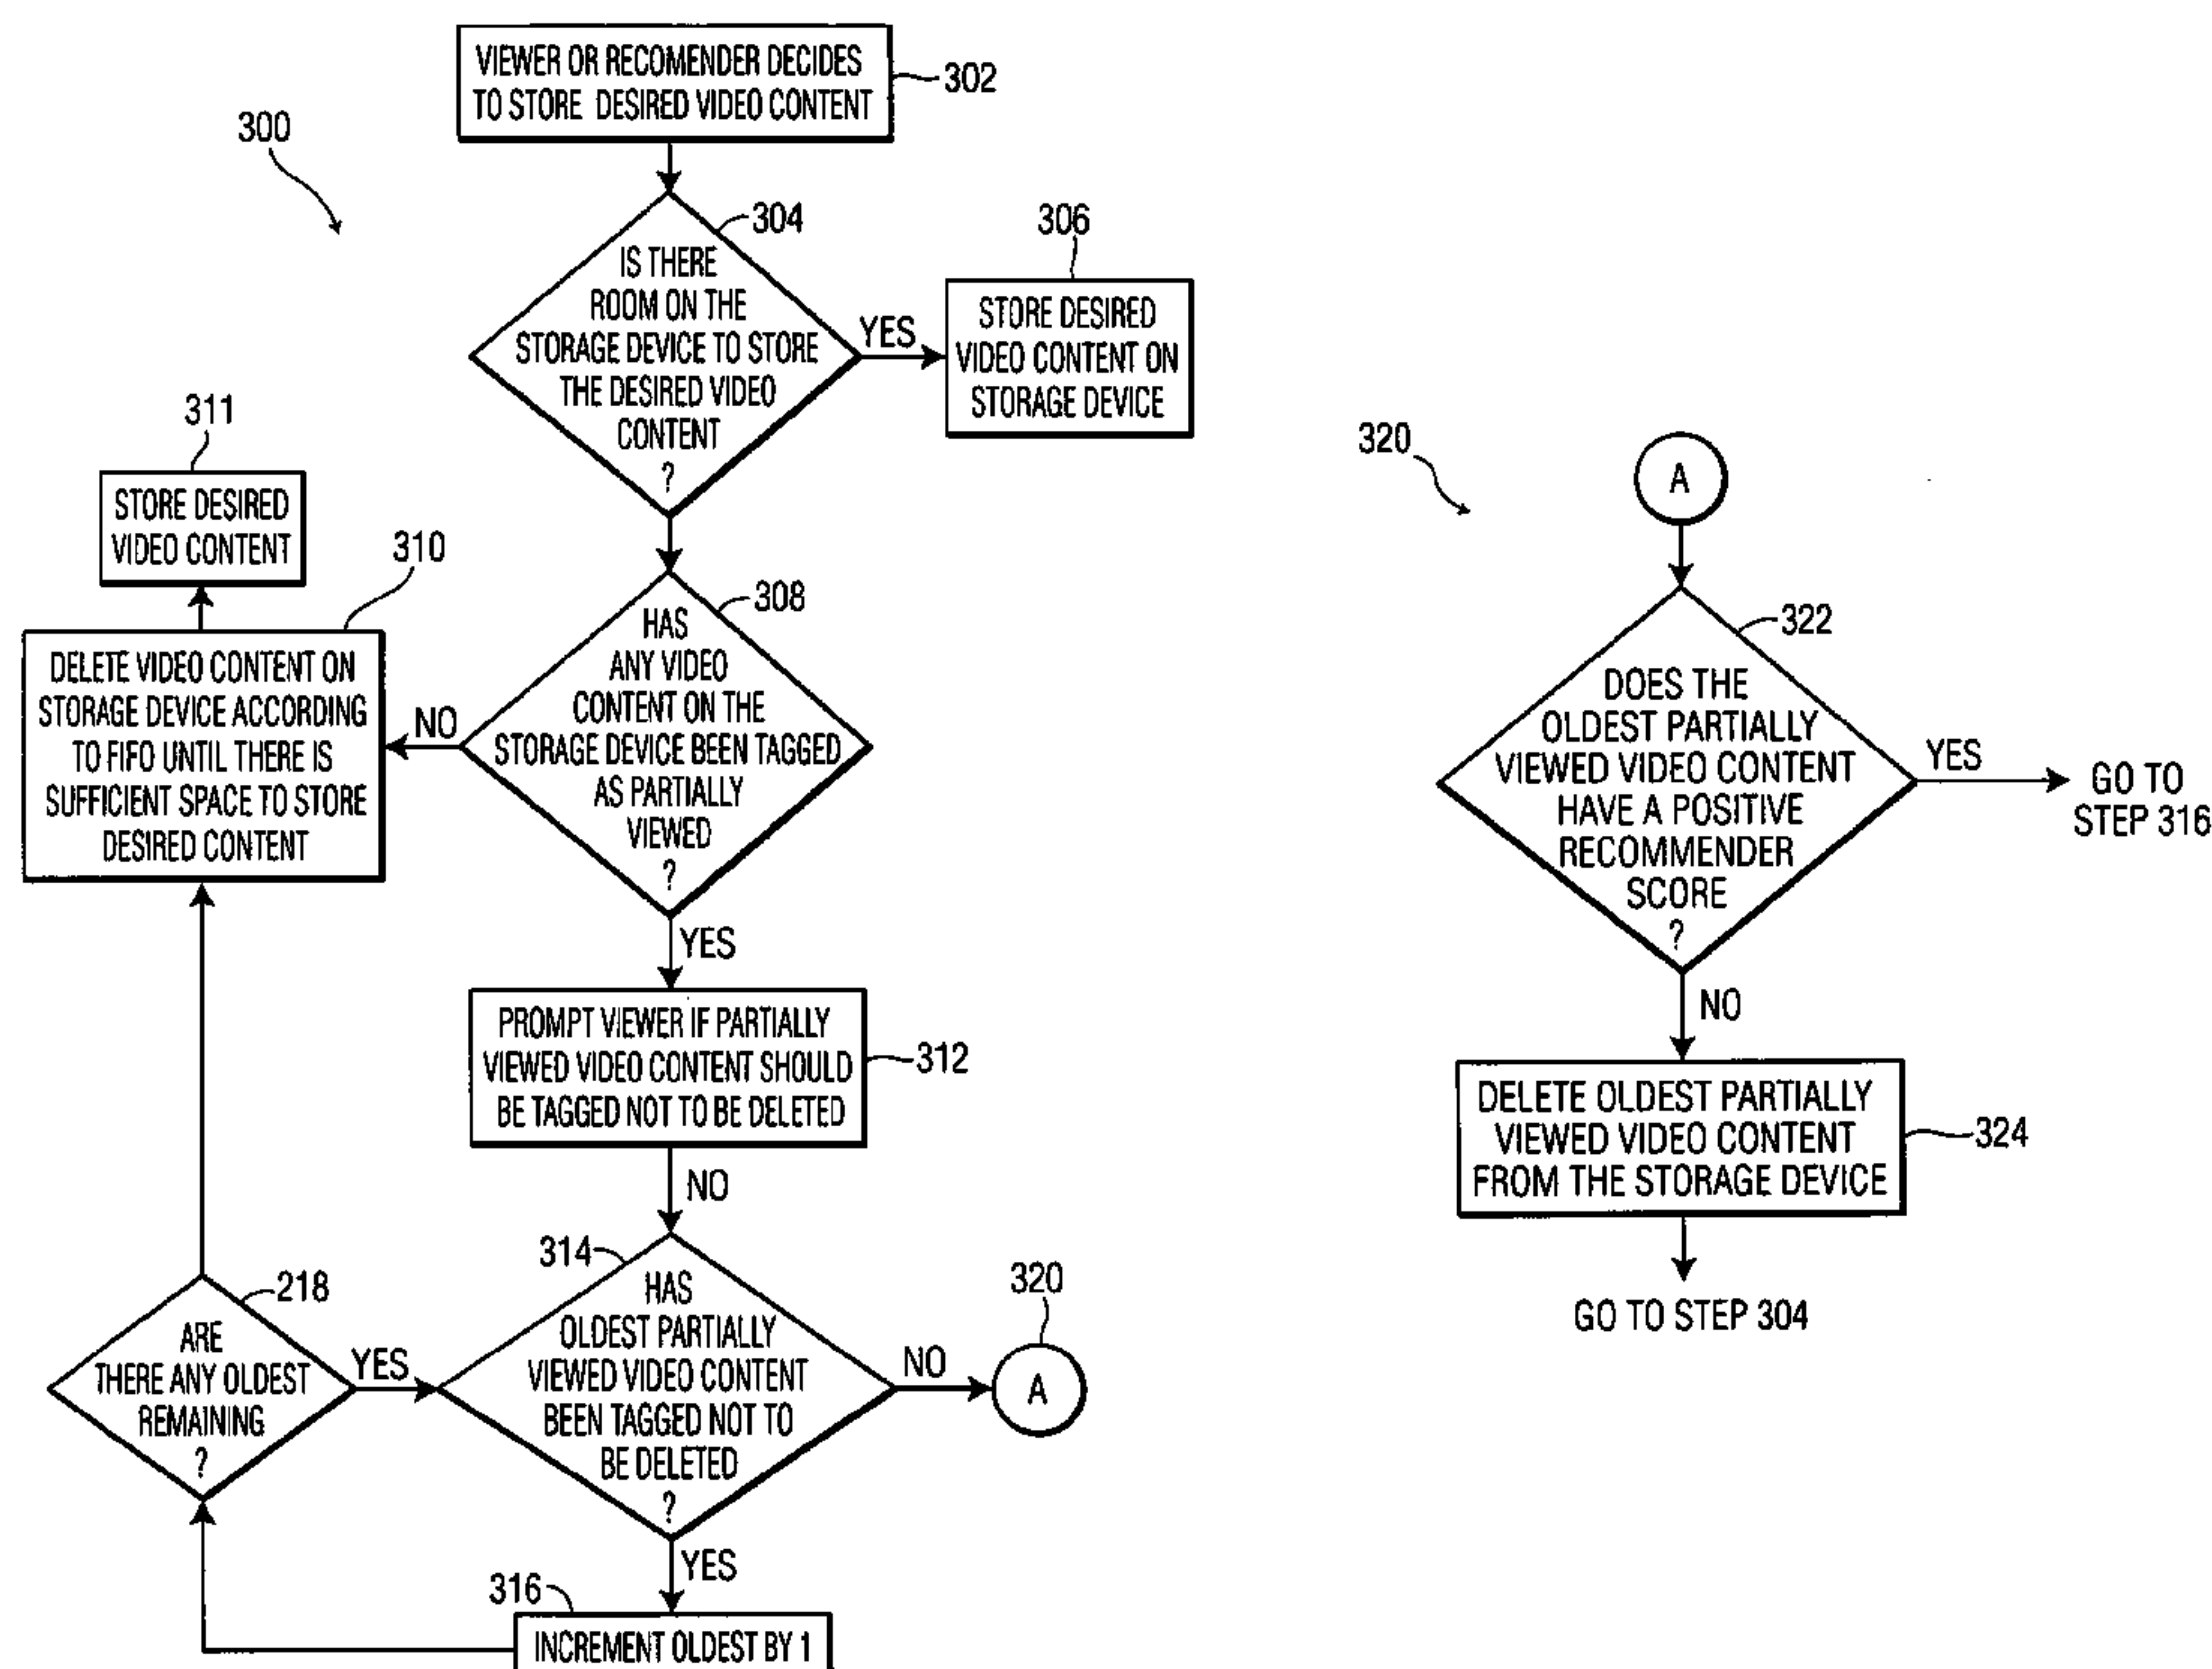 VIEWER OR RECOMENDER DECIDES
TO STORE DESIRED VIDEO CONTENT
302
300
304
IS THERE
ROOM ON THE
STORAGE DEVICE TO STORE
THE DESIRED VIDEO
CONTENT
?
YES
306
STORE DESIRED
VIDEO CONTENT ON
STORAGE DEVICE
311
STORE DESIRED
VIDEO CONTENT
310
DELETE VIDEO CONTENT ON
STORAGE DEVICE ACCORDING
TO FIFO UNTIL THERE IS
SUFFICIENT SPACE TO STORE
DESIRED CONTENT
NO
308
HAS
ANY VIDEO
CONTENT ON THE
STORAGE DEVICE BEEN TAGGED
AS PARTIALLY
VIEWED
?
YES
PROMPT VIEWER IF PARTIALLY
VIEWED VIDEO CONTENT SHOULD
BE TAGGED NOT TO BE DELETED
312
NO
314
HAS
OLDEST PARTIALLY
VIEWED VIDEO CONTENT
BEEN TAGGED NOT TO
BE DELETED
?
NO
320
A
218
ARE
THERE ANY OLDEST
REMAINING
?
YES
YES
316
INCREMENT OLDEST BY 1
320
A
322
DOES THE
OLDEST PARTIALLY
VIEWED VIDEO CONTENT
HAVE A POSITIVE
RECOMMENDER
SCORE
?
YES
GO TO
STEP 316
NO
DELETE OLDEST PARTIALLY
VIEWED VIDEO CONTENT
FROM THE STORAGE DEVICE
324
GO TO STEP 304